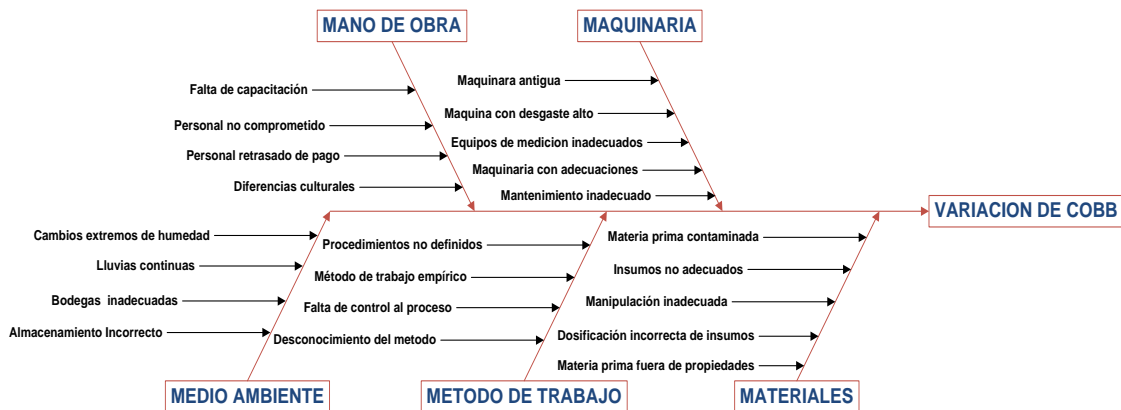 MANO DE OBRA
MAQUINARIA
Falta de capacitación
Personal no comprometido
Personal retrasado de pago
Diferencias culturales
Maquinara antigua
Maquina con desgaste alto
Equipos de medicion inadecuados
Maquinaria con adecuaciones
Mantenimiento inadecuado
VARIACION DE COBB
Cambios extremos de humedad
Lluvias continuas
Bodegas inadecuadas
Almacenamiento Incorrecto
Procedimientos no definidos
Método de trabajo empírico
Falta de control al proceso
Desconocimiento del metodo
Materia prima contaminada
Insumos no adecuados
Manipulación inadecuada
Dosificación incorrecta de insumos
Materia prima fuera de propiedades
MEDIO AMBIENTE
METODO DE TRABAJO
MATERIALES